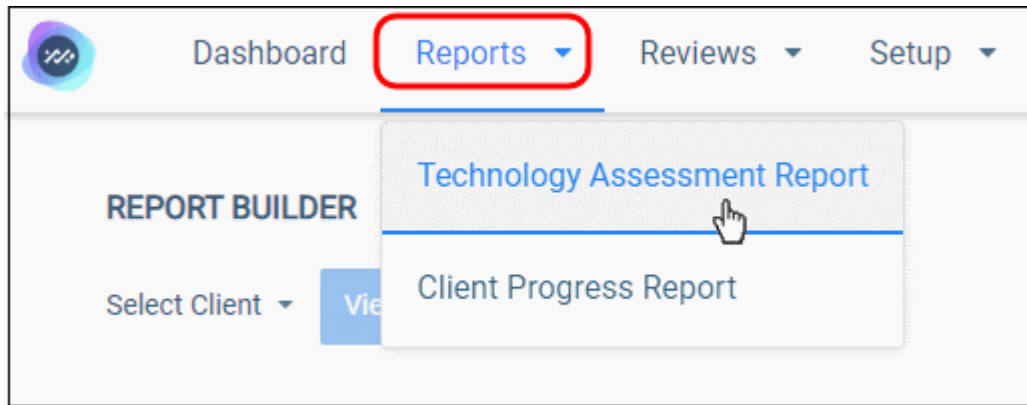 Dashboard Reports Reviews Setup
Technology Assessment Report
REPORT BUILDER
Client Progress Report
Select Client